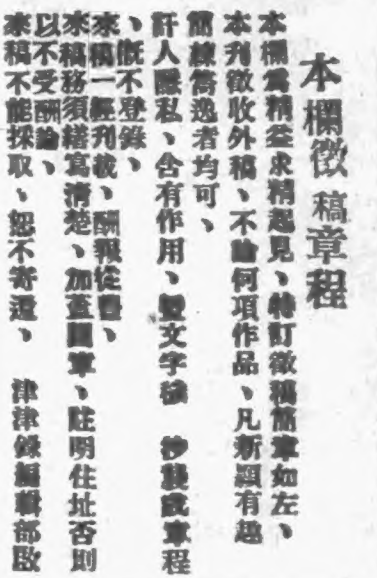 本欄徵稿章程
本欄爲精益求精起見、特訂徵稿簡章如左、
本刊徵收外稿、不論何項作品、凡新穎有趣
簡練雋逸者均可、
訐人隱私、含有作用、文字 抄襲 章程
、概不登錄、
來稿一經刊載、酬報從豐、
來稿務須繕寫清楚、加蓋圖章、註明住址否則
以不受酬論、
來稿不能採取、恕不寄還、 津津錄編輯部啟